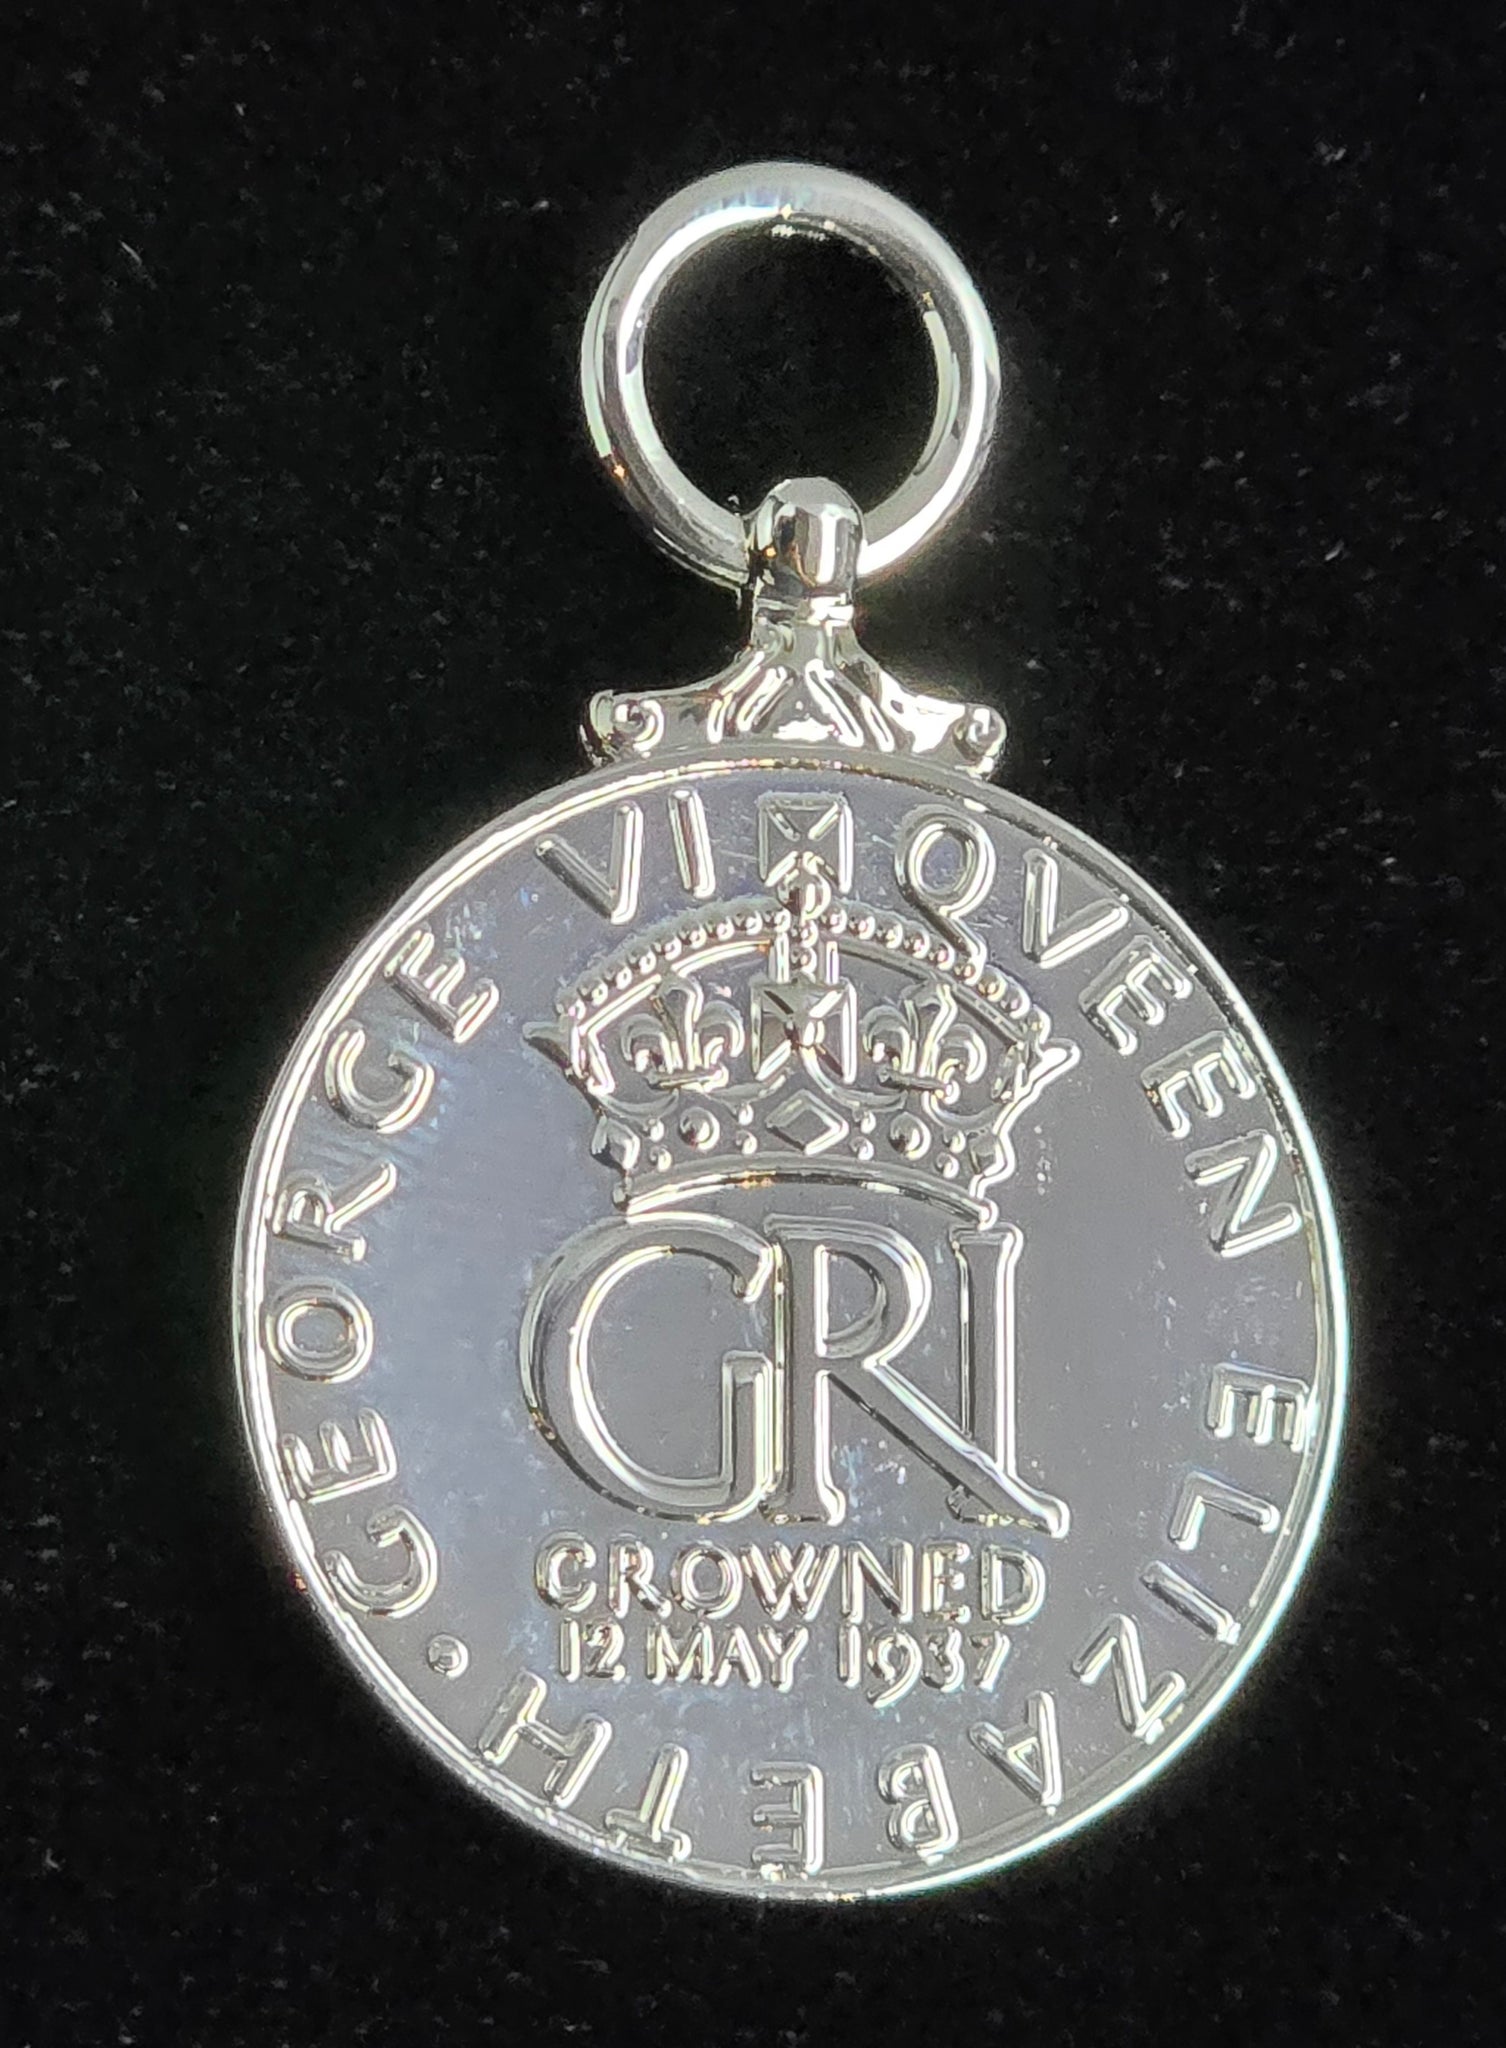 · GEORGE VI ✠ QVEEN ELIZABETH
GRI
CROWNED
12 MAY 1937